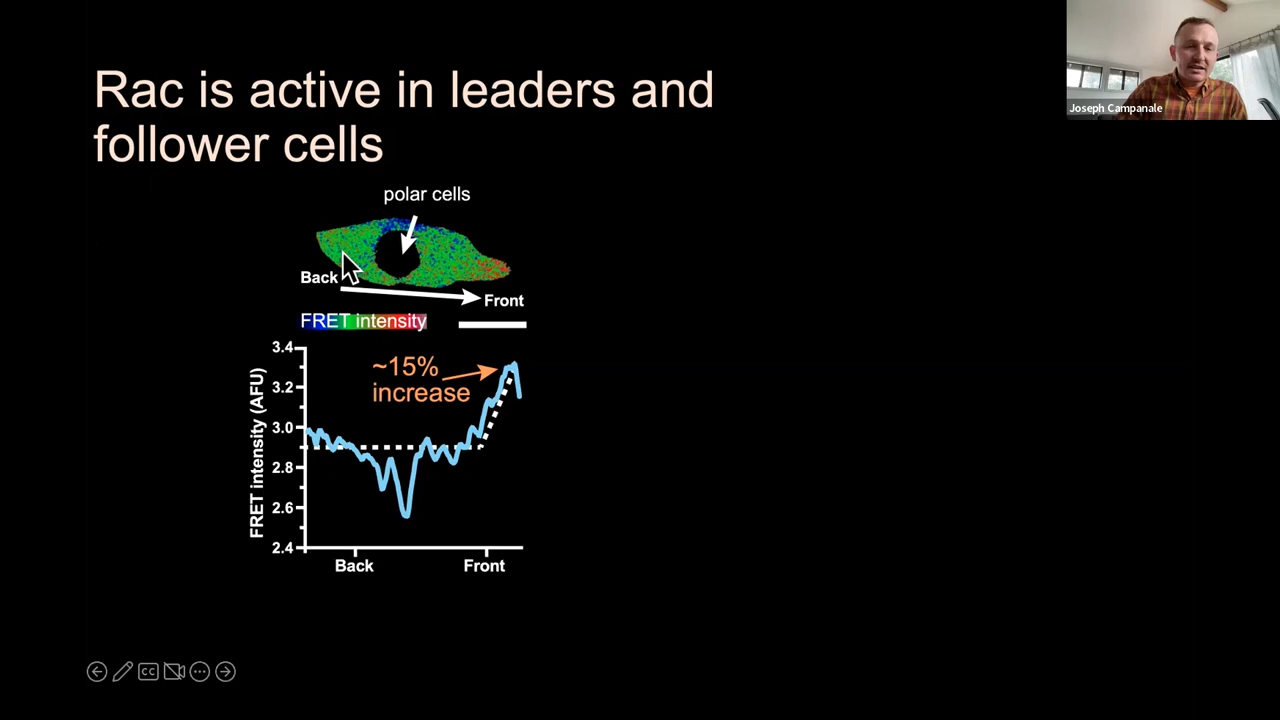 Rac is active in leaders and
follower cells
Joseph Campanale
polar cells
Back
Front
FRET intensity
~15%
increase
FRET intensity (AFU)
3.4
3.2
3.0
2.8
2.6
2.4
Back
Front
CC